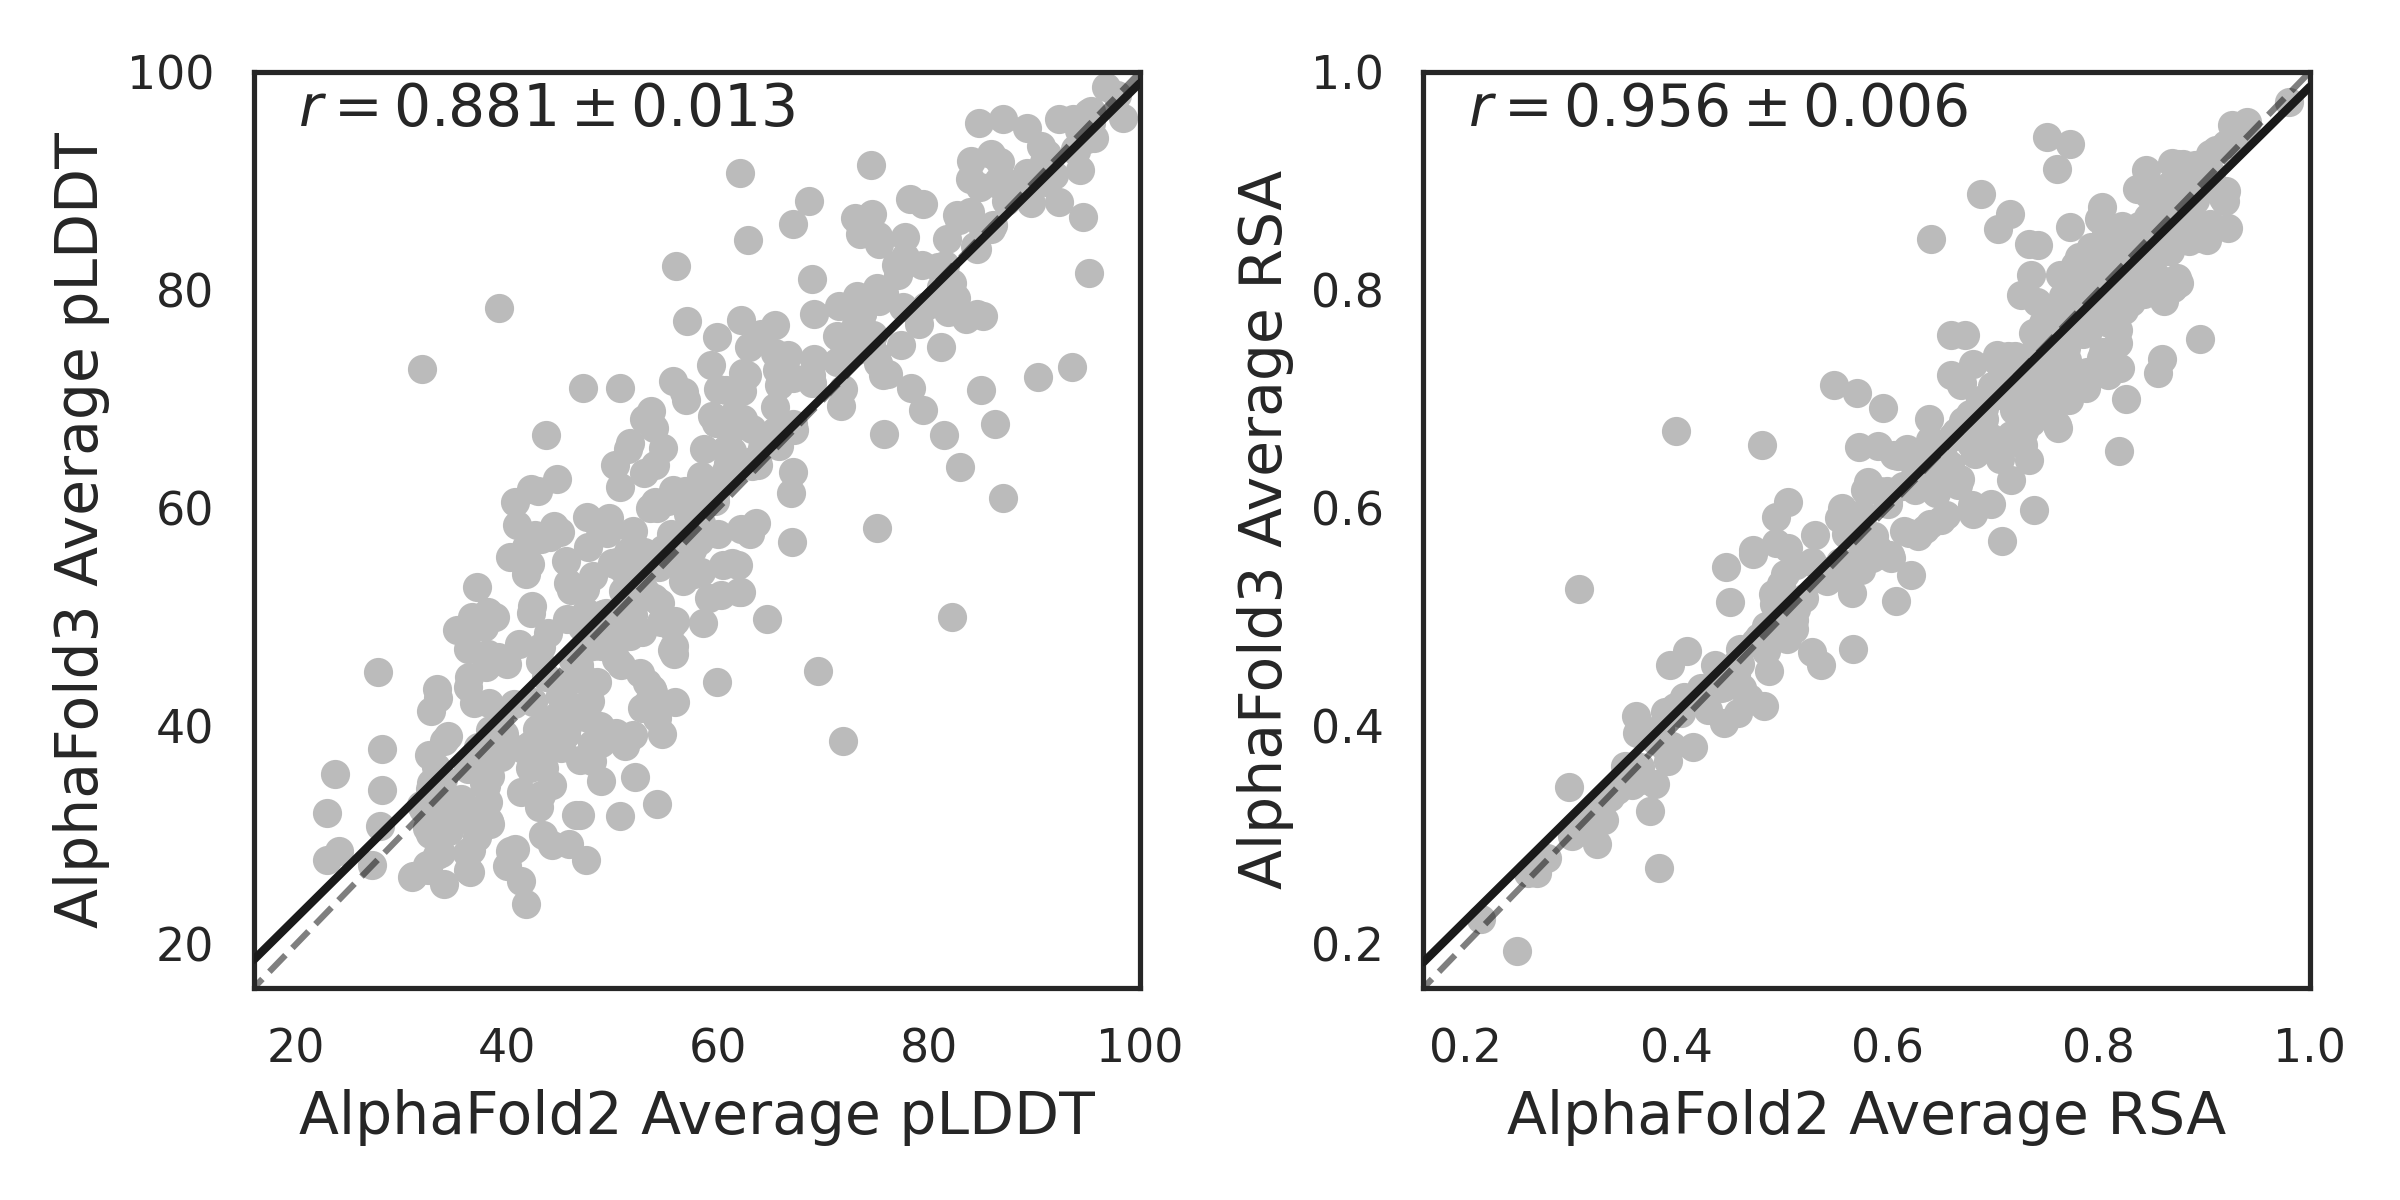 r = 0.881 ± 0.013
100
80
60
40
20
20 40 60 80 100
AlphaFold3 Average pLDDT
AlphaFold2 Average pLDDT
r = 0.956 ± 0.006
1.0
0.8
0.6
0.4
0.2
0.2 0.4 0.6 0.8 1.0
AlphaFold3 Average RSA
AlphaFold2 Average RSA